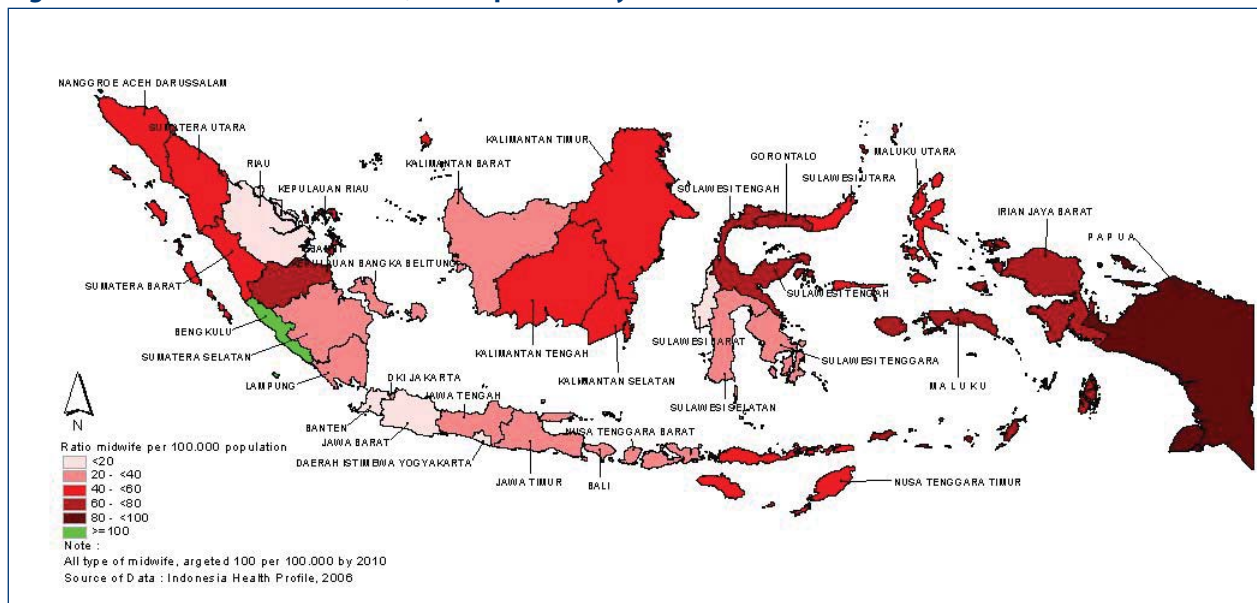 NANGGROE ACEH DARUSSALAM
SUMATERA UTARA
RIAU
KEPULAUAN RIAU
KALIMANTAN BARAT
KALIMANTAN TIMUR
SULAWESI TENGAH
GORONTALO
SULAWESI UTARA
MALUKU UTARA
IRIAN JAYA BARAT
PAPUA
BANGKA BELITUNG
SUMATERA BARAT
SULAWESI TENGAH
BENGKULU
SUMATERA SELATAN
LAMPUNG
KALIMANTAN TENGAH
KALIMANTAN SELATAN
SULAWESI BARAT
SULAWESI TENGGARA
MALUKU
SULAWESI SELATAN
DKI JAKARTA
JAWA TENGAH
BANTEN
JAWA BARAT
DAERAH ISTIMEWA YOGYAKARTA
JAWA TIMUR
NUSA TENGGARA BARAT
BALI
NUSA TENGGARA TIMUR
N
Ratio midwife per 100.000 population
<20
20 - <40
40 - <60
60 - <80
80 - <100
>=100
Note :
All type of midwife, argeted 100 per 100.000 by 2010
Source of Data : Indonesia Health Profile, 2006